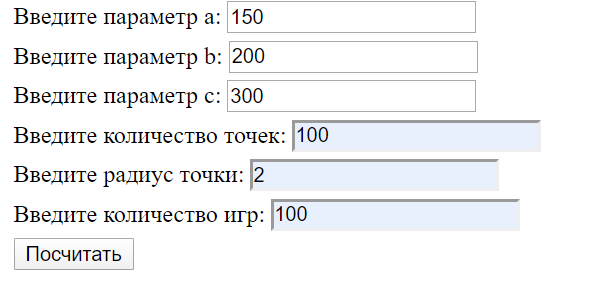 Введите параметр a: 150
Введите параметр b: 200
Введите параметр c: 300
Введите количество точек: 100
Введите радиус точки: 2
Введите количество игр: 100
Посчитать